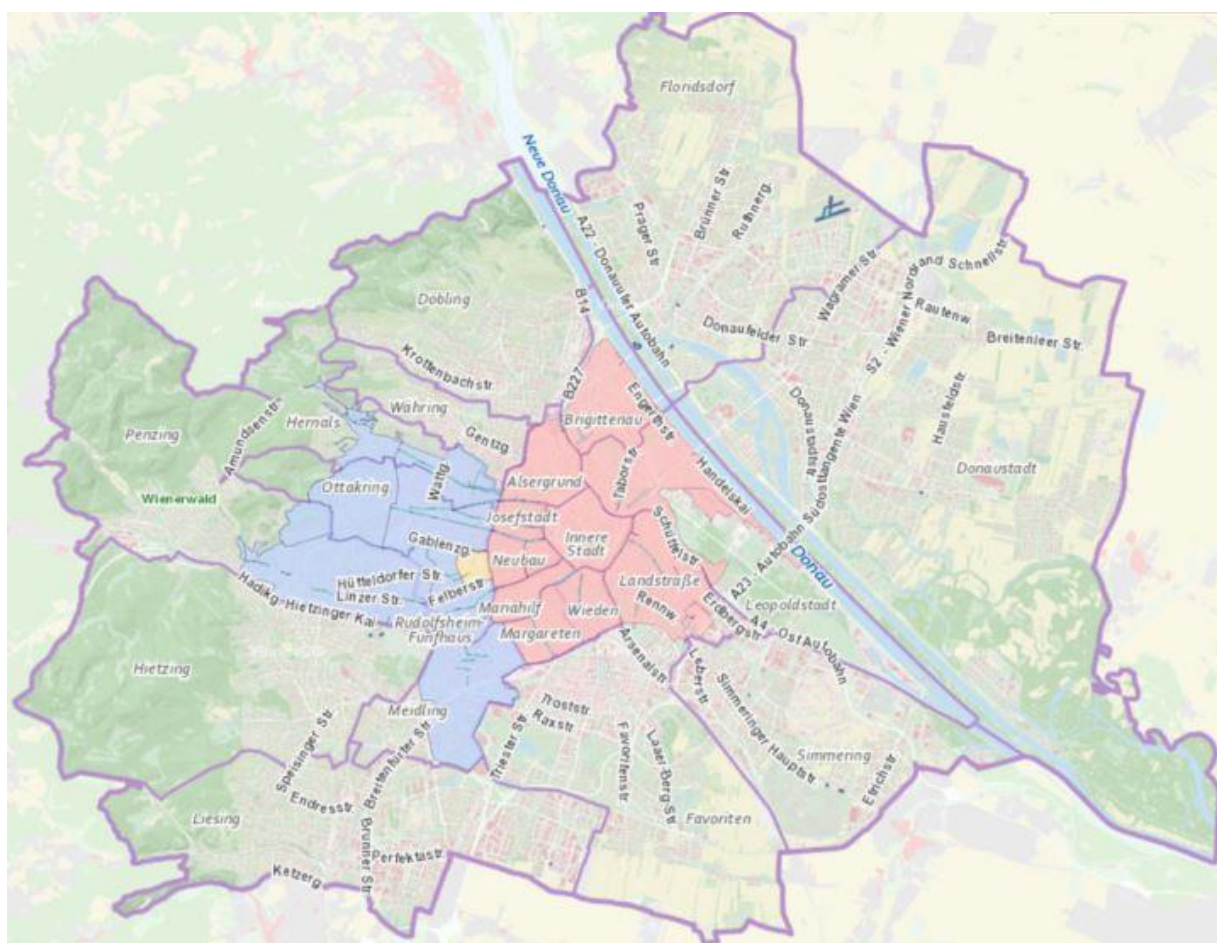 Floridsdorf
Neue Donau
A22 - Donauufer Autobahn
Prager Str
Brünner Str
Ruthnerg.
Wagramer Str
S2 - Wiener Nordrand Schnellstr.
Rautenw.
Breitenleer Str.
Döbling
B14
Donaufelder Str
Krottenbachstr.
B227
Engerthstr
Hausfeldstr
Donaustadtstr
Währing
Hernals
Brigittenau
Penzing
Amundsenstr
Gentzg
Wattg.
Taborstr.
Handelskai
Donaustadt
Wienerwald
Ottakring
Alsergrund
Josefstadt
Innere
Stadt
Schüttelstr
A23 - Autobahn Südosttangente Wien
Donau
Gablenzg.
Neubau
Hütteldorfer Str.
Linzer Str.
Felberstr
Landstraße
Rennw.
Erdbergstr
Leopoldstadt
A4 - Ost Autobahn
Hadikg-Hietzinger Kai
Rudolfsheim
Fünfhaus
Mariahilf
Wieden
Margareten
Arsenalstr
Hietzing
Leberstr
Simmeringer Hauptstr.
Meidling
Troststr.
Raxstr
Triester Str
Favoritenstr
Laaer-Berg-Str
Simmering
Etrichstr
Speisinger Str
Breitenfurter Str
Endresstr.
Liesing
Favoriten
Brunner Str
Perfektastr
Ketzerg.